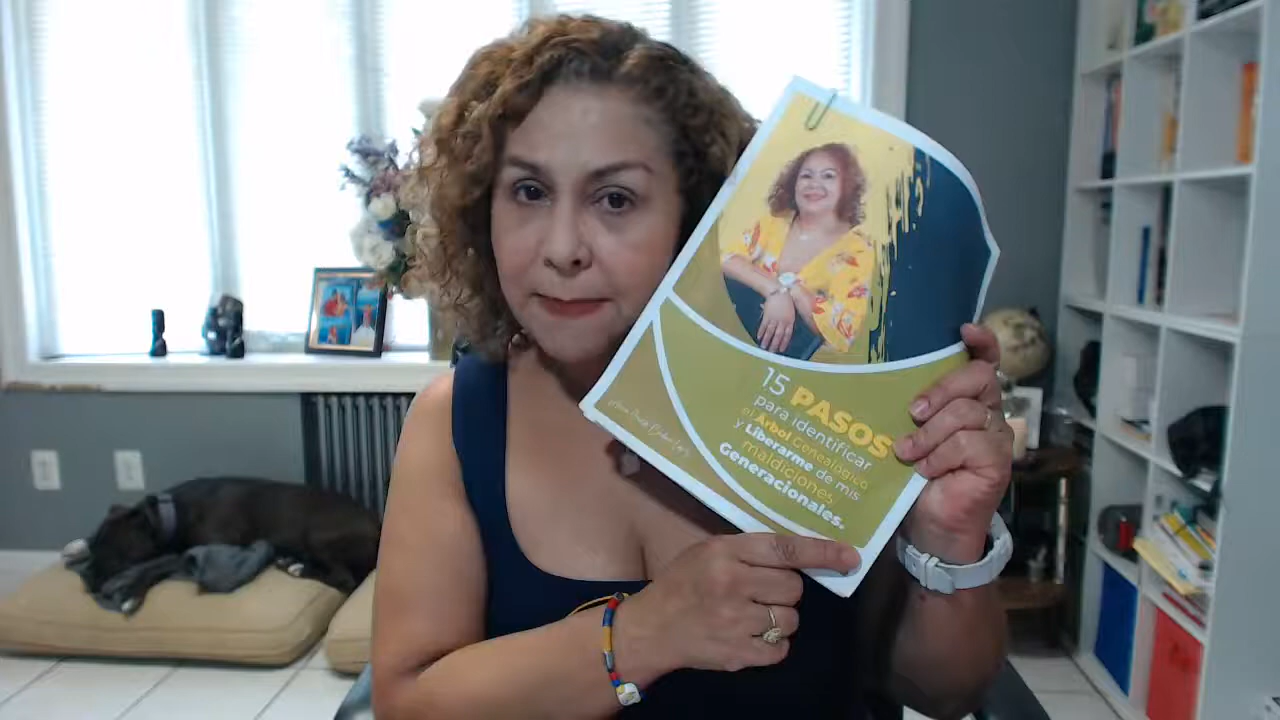 15 PASOS
para identificar
el Árbol Genealógico
y Liberarme de mis
maldiciones
Generacionales.